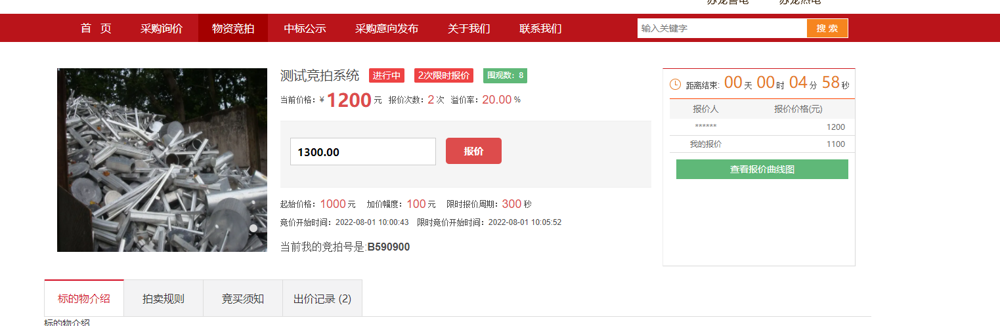 首 页 采购询价 物资竞拍 中标公示 采购意向发布 关于我们 联系我们 输入关键字 搜 索
测试竞拍系统 进行中 2次限时报价 围观数：8
当前价格：¥ 1200 元 报价次数：2 次 溢价率：20.00 %
1300.00 报价
起始价格：1000 元 加价幅度：100 元 限时报价周期：300 秒
竞价开始时间：2022-08-01 10:00:43 限时竞价开始时间：2022-08-01 10:05:52
当前我的竞拍号是:B590900
距离结束: 00 天 00 时 04 分 58 秒
报价人 报价价格(元)
****** 1200
我的报价 1100
查看报价曲线图
标的物介绍 拍卖规则 竞买须知 出价记录 (2)
标的物介绍